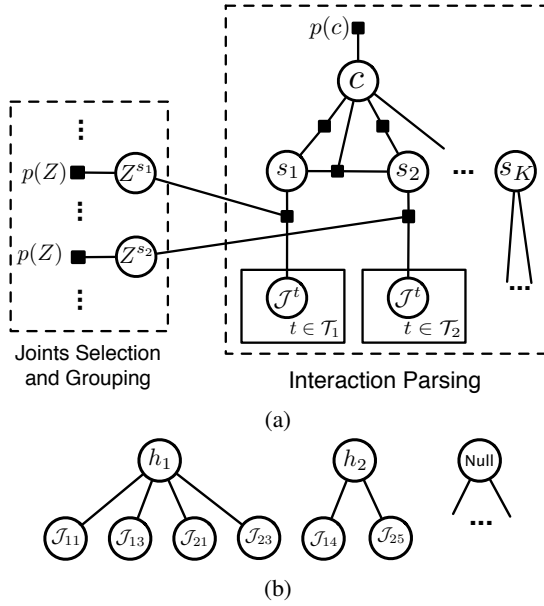 p(c)
c
p(Z) Z^{s_1} s_1 s_2 ... s_K
p(Z) Z^{s_2}
𝒥^t 𝒥^t
t ∈ 𝒯_1 t ∈ 𝒯_2
Joints Selection
and Grouping
Interaction Parsing
(a)
h_1 h_2 Null
𝒥_{11} 𝒥_{13} 𝒥_{21} 𝒥_{23} 𝒥_{14} 𝒥_{25} ...
(b)